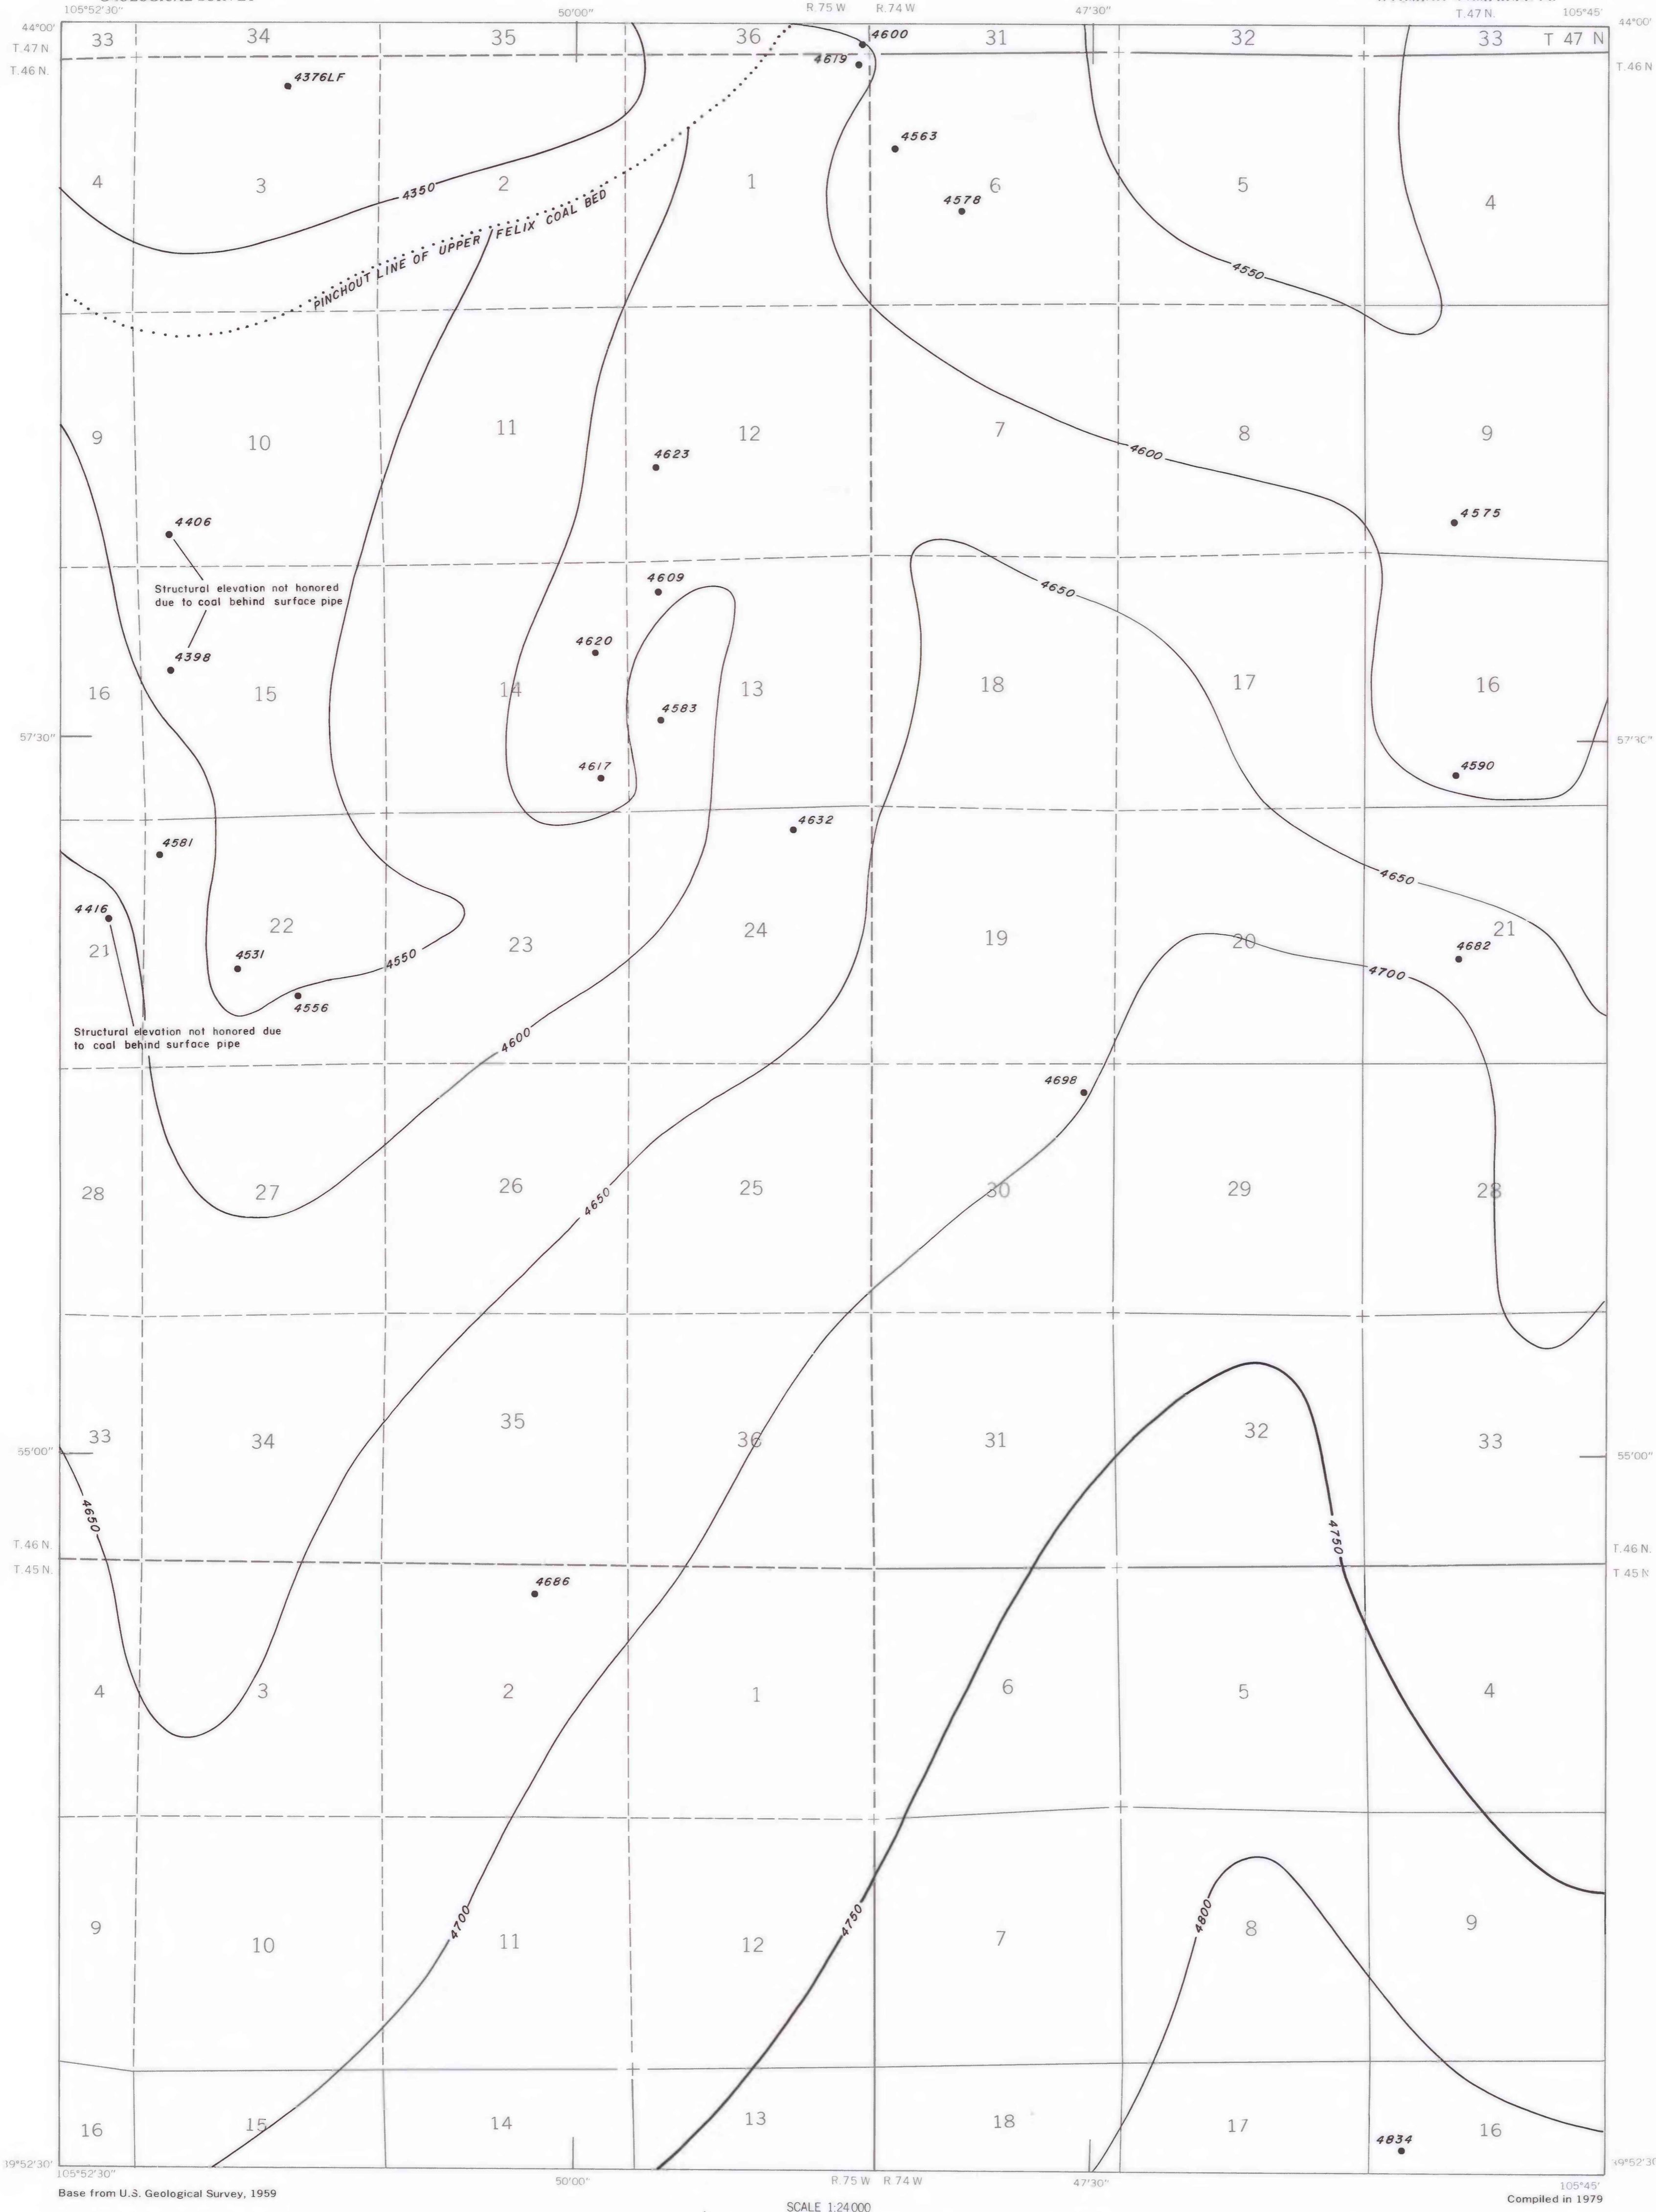 105°52'30" 50'00" R. 75 W R. 74 W 47'30" T. 47 N. 105°45'
44°00' 33 34 35 36 4600 31 32 33 T 47 N 44°00'
T. 47 N.
T. 46 N. 4619 T. 46 N
4376LF
4563
4 3 4350 2 1 6 5 4
4578
PINCHOUT LINE OF UPPER FELIX COAL BED
4550
9 10 11 12 7 8 9
4600
4623
4406 4575
Structural elevation not honored
due to coal behind surface pipe
4609 4650
4620
4398
16 15 14 13 18 17 16
4583
57'30" 57'30"
4617 4590
4632
4581
4650
4416
22 24 21
21 23 19 20 4682
4531 4550 4700
4556
Structural elevation not honored due
to coal behind surface pipe
4600
4698
28 27 26 25 30 29 28
4650
33 34 35 36 31 32 33
55'00" 55'00"
4650 4750
T. 46 N. T. 46 N.
T. 45 N. T. 45 N
4686
4 3 2 1 6 5 4
9 10 11 12 7 8 9
4700 4750 4800
16 15 14 13 18 17 16
4834
105°52'30" 50'00" R. 75 W R. 74 W 47'30" 105°45'
Base from U.S. Geological Survey, 1959 Compiled in 1979
SCALE 1:24 000